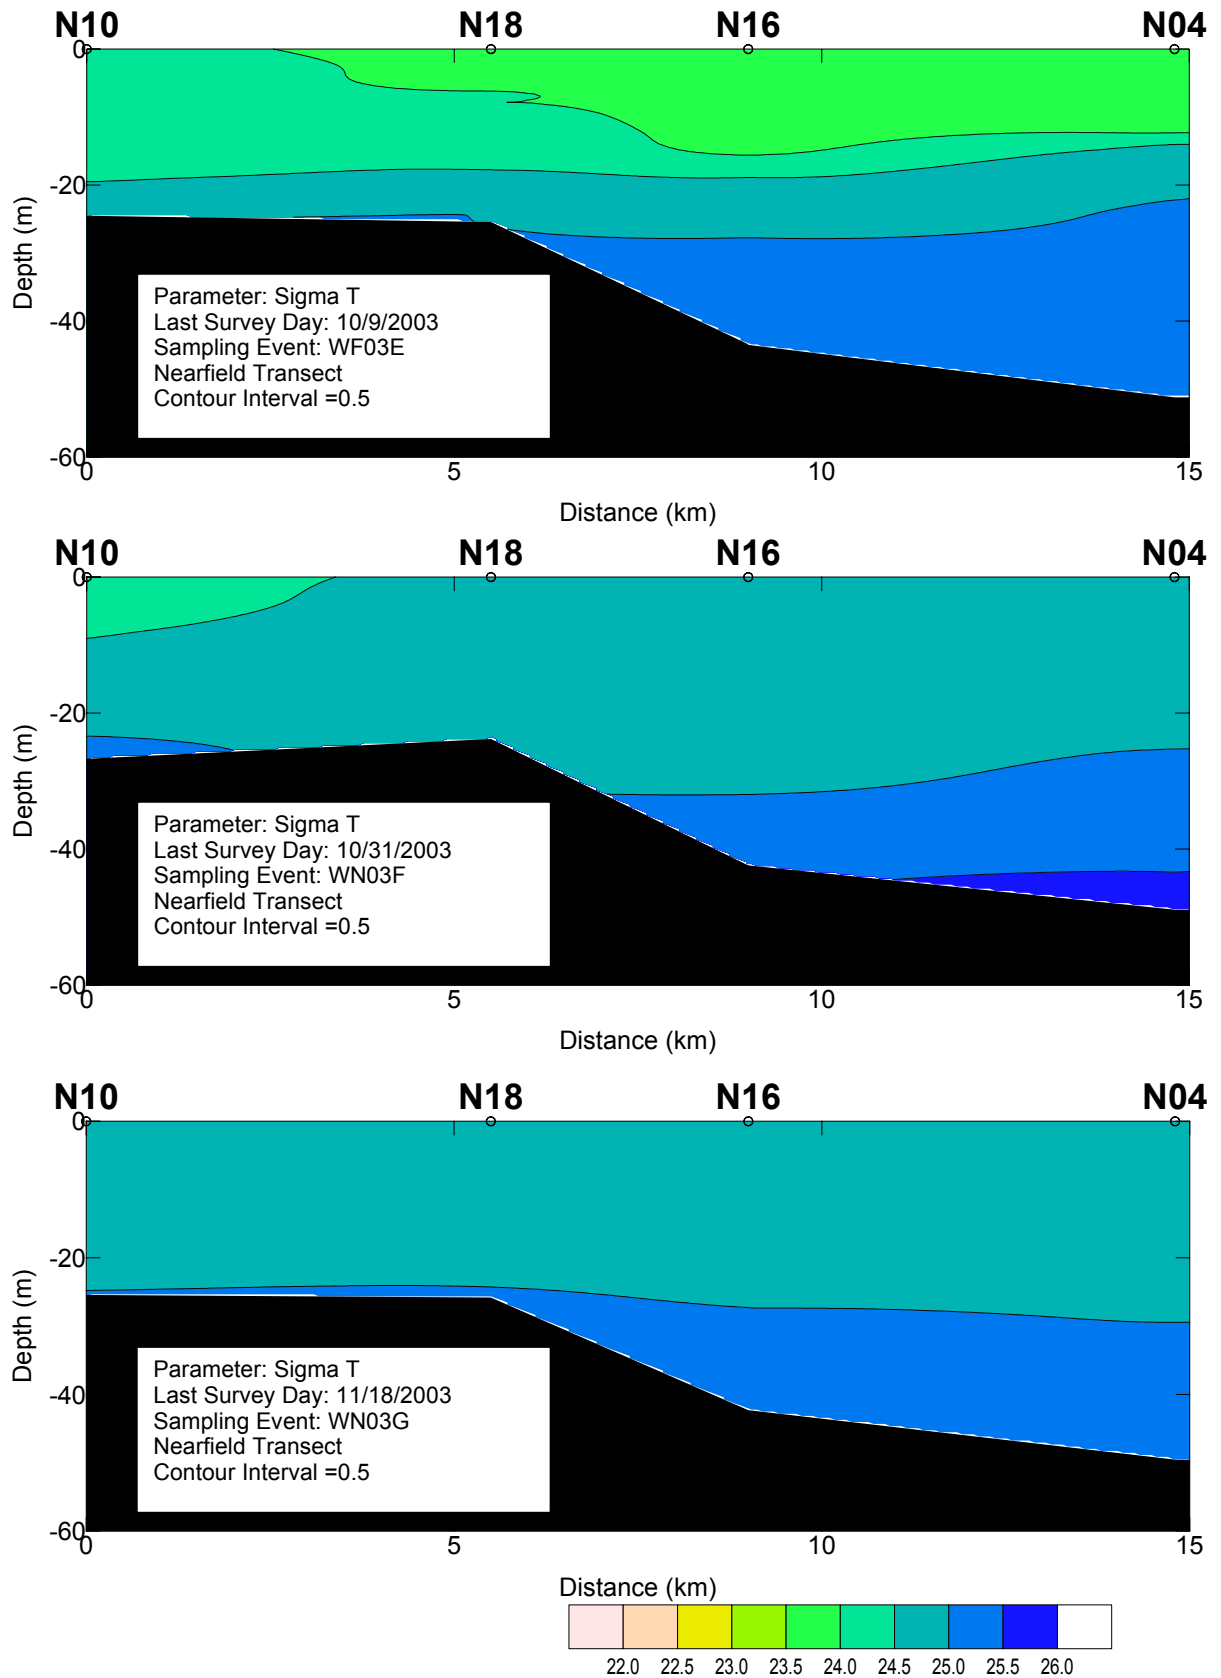 N10 N18 N16 N04
0
-20
-40
-60
Depth (m)
Parameter: Sigma T
Last Survey Day: 10/9/2003
Sampling Event: WF03E
Nearfield Transect
Contour Interval =0.5
0 5 10 15
Distance (km)
N10 N18 N16 N04
0
-20
-40
-60
Depth (m)
Parameter: Sigma T
Last Survey Day: 10/31/2003
Sampling Event: WN03F
Nearfield Transect
Contour Interval =0.5
0 5 10 15
Distance (km)
N10 N18 N16 N04
0
-20
-40
-60
Depth (m)
Parameter: Sigma T
Last Survey Day: 11/18/2003
Sampling Event: WN03G
Nearfield Transect
Contour Interval =0.5
0 5 10 15
Distance (km)
22.0 22.5 23.0 23.5 24.0 24.5 25.0 25.5 26.0